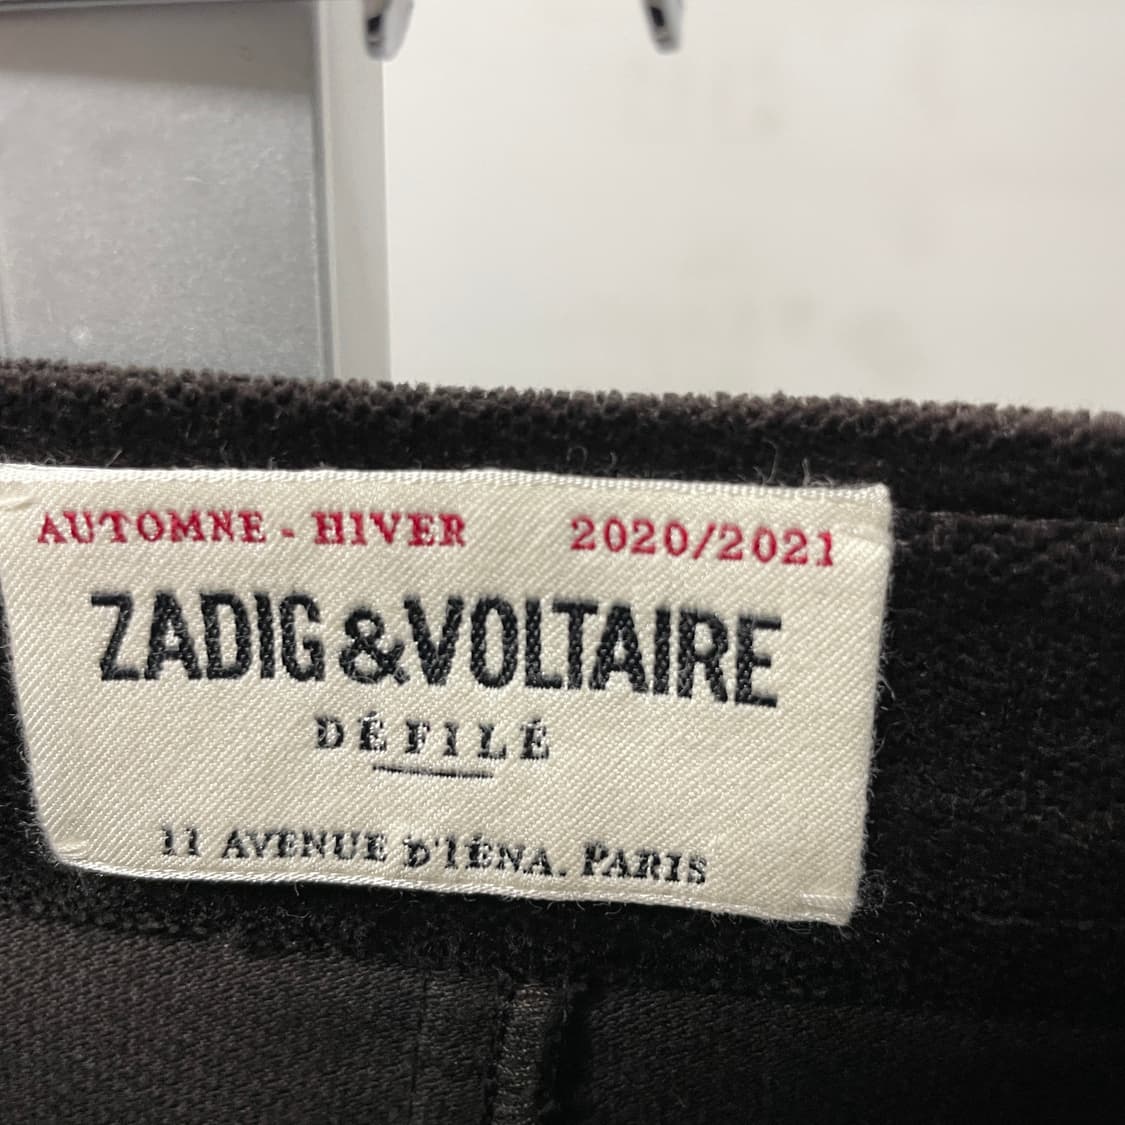 AUTOMNE - HIVER 2020/2021
ZADIG & VOLTAIRE
DÉFILÉ
11 AVENUE D'IÉNA. PARIS